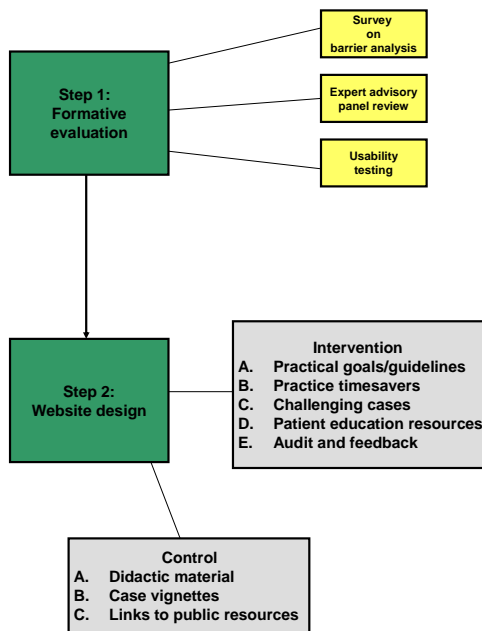 Survey
on
barrier analysis
Step 1:
Formative
evaluation
Expert advisory
panel review
Usability
testing
Step 2:
Website design
Intervention
A. Practical goals/guidelines
B. Practice timesavers
C. Challenging cases
D. Patient education resources
E. Audit and feedback
Control
A. Didactic material
B. Case vignettes
C. Links to public resources